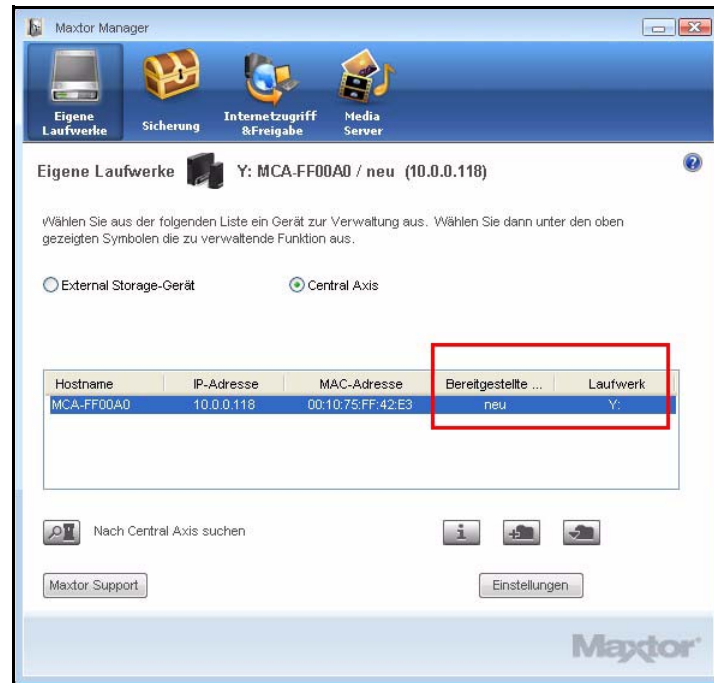 Maxtor Manager
Eigene
Laufwerke
Sicherung
Internetzugriff
&Freigabe
Media
Server
Eigene Laufwerke Y: MCA-FF00A0 / neu (10.0.0.118)
Wählen Sie aus der folgenden Liste ein Gerät zur Verwaltung aus. Wählen Sie dann unter den oben
gezeigten Symbolen die zu verwaltende Funktion aus.
External Storage-Gerät Central Axis
Hostname IP-Adresse MAC-Adresse Bereitgestellte ... Laufwerk
MCA-FF00A0 10.0.0.118 00:10:75:FF:42:E3 neu Y:
Nach Central Axis suchen
Maxtor Support Einstellungen
Maxtor